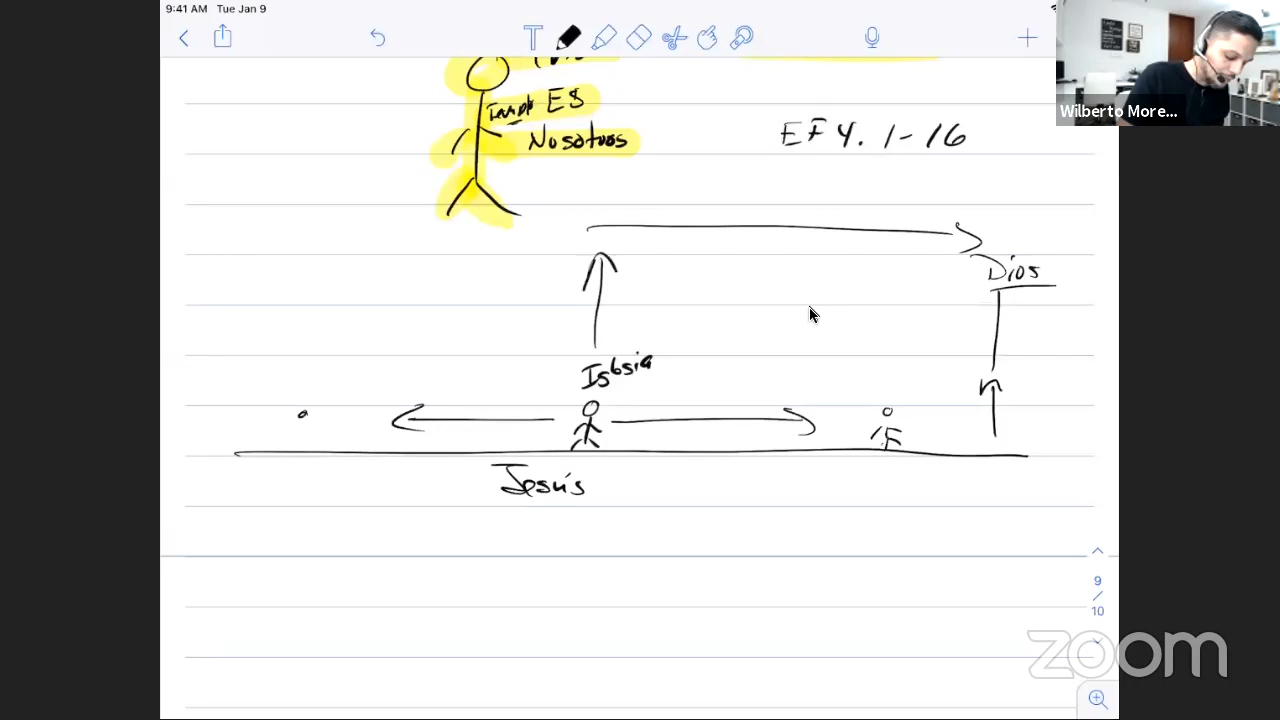 9:41 AM Tue Jan 9
T
Wilberto More...
ES
Nosotros
EF 4. 1-16
Dios
Iglesia
Jesús
9
/
10
zoom